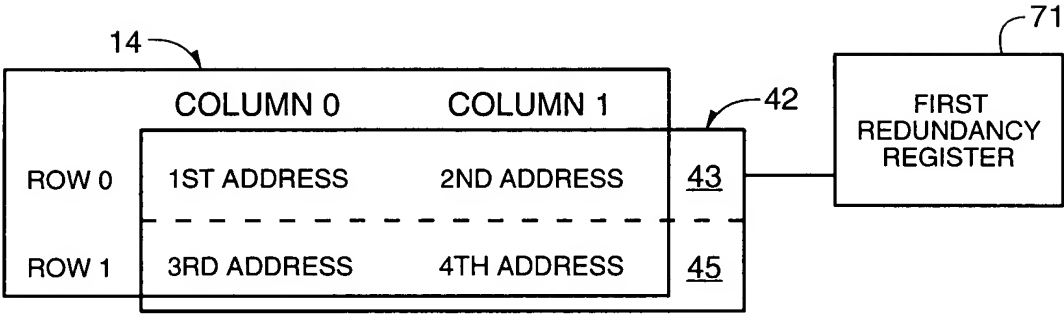 14
71
COLUMN 0 COLUMN 1
42
FIRST
REDUNDANCY
REGISTER
ROW 0 1ST ADDRESS 2ND ADDRESS 43
ROW 1 3RD ADDRESS 4TH ADDRESS 45